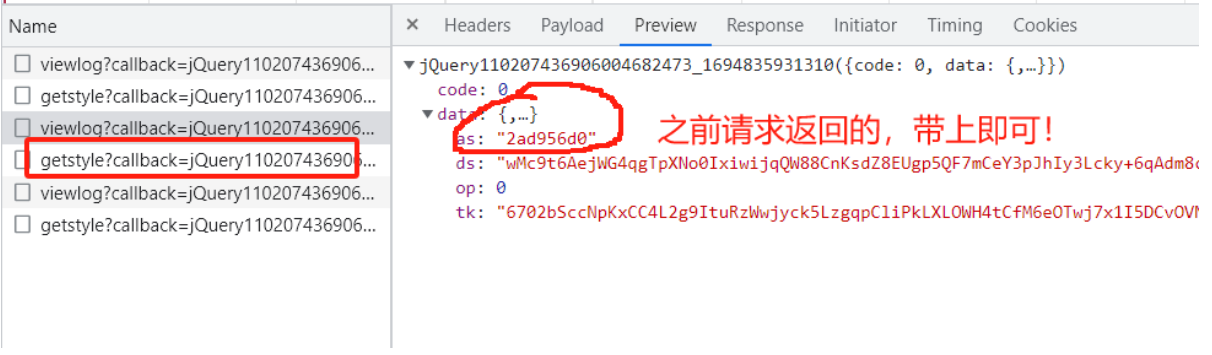 Name
× Headers Payload Preview Response Initiator Timing Cookies
viewlog?callback=jQuery110207436906...
getstyle?callback=jQuery110207436906...
viewlog?callback=jQuery110207436906...
getstyle?callback=jQuery110207436906...
viewlog?callback=jQuery110207436906...
getstyle?callback=jQuery110207436906...
▼jQuery110207436906004682473_1694835931310({code: 0, data: {,…}})
code: 0
▼data: {,…}
as: "2ad956d0"
之前请求返回的，带上即可！
ds: "wMc9t6AejWG4qgTpXNo0IxiwijqQW88CnKsdZ8EUgp5QF7mCeY3pJhIy3Lcky+6qAdm8c
op: 0
tk: "6702bSccNpKxCC4L2g9ItuRzWwjyck5LzgqpCliPkLXLOWH4tCfM6eOTwj7x1I5DCvOVM